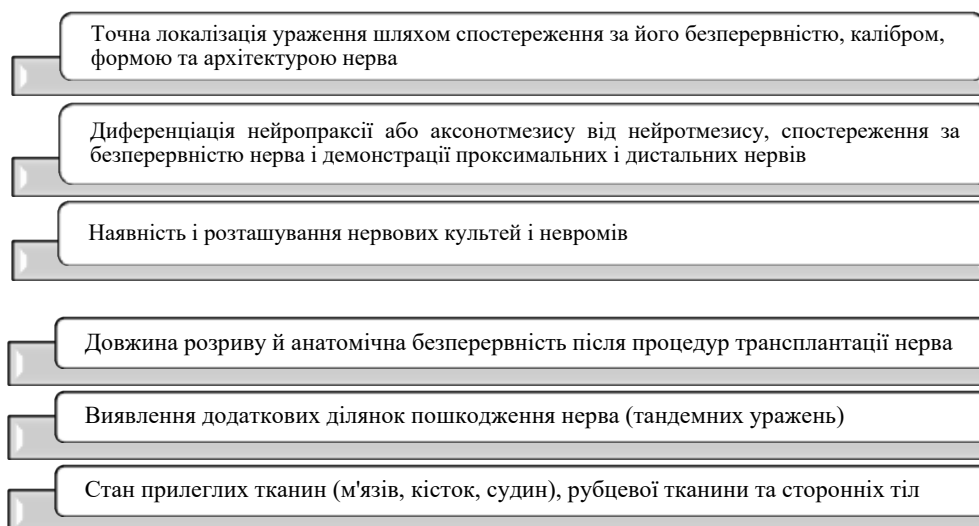 Точна локалізація ураження шляхом спостереження за його безперервністю, калібром,
формою та архітектурою нерва
Диференціація нейропраксії або аксонотмезису від нейротмезису, спостереження за
безперервністю нерва і демонстрації проксимальних і дистальних нервів
Наявність і розташування нервових культей і невромів
Довжина розриву й анатомічна безперервність після процедур трансплантації нерва
Виявлення додаткових ділянок пошкодження нерва (тандемних уражень)
Стан прилеглих тканин (м'язів, кісток, судин), рубцевої тканини та сторонніх тіл